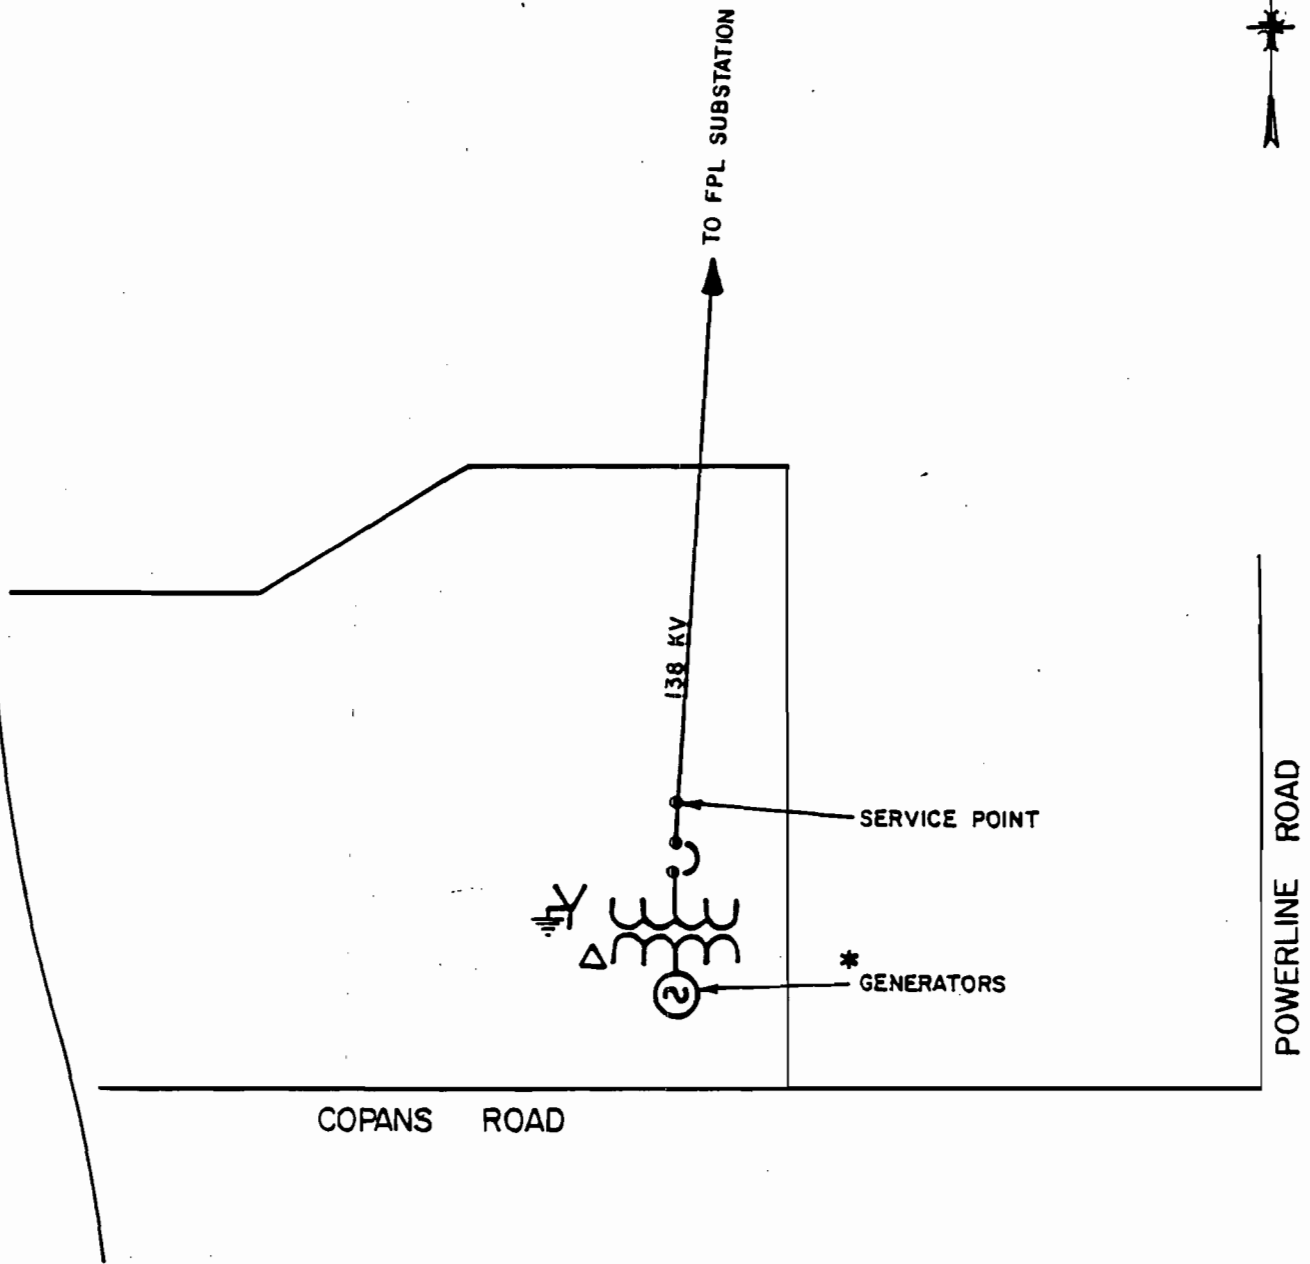 TO FPL SUBSTATION
138 KV
SERVICE POINT
*
GENERATORS
POWERLINE ROAD
COPANS ROAD